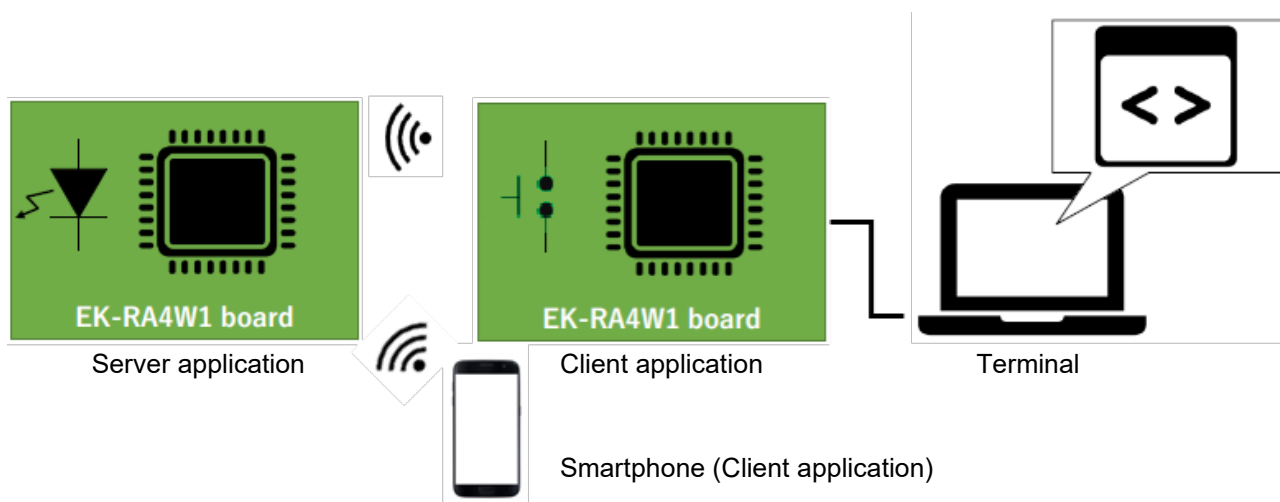 < >
EK-RA4W1 board
EK-RA4W1 board
Server application
Client application
Terminal
Smartphone (Client application)